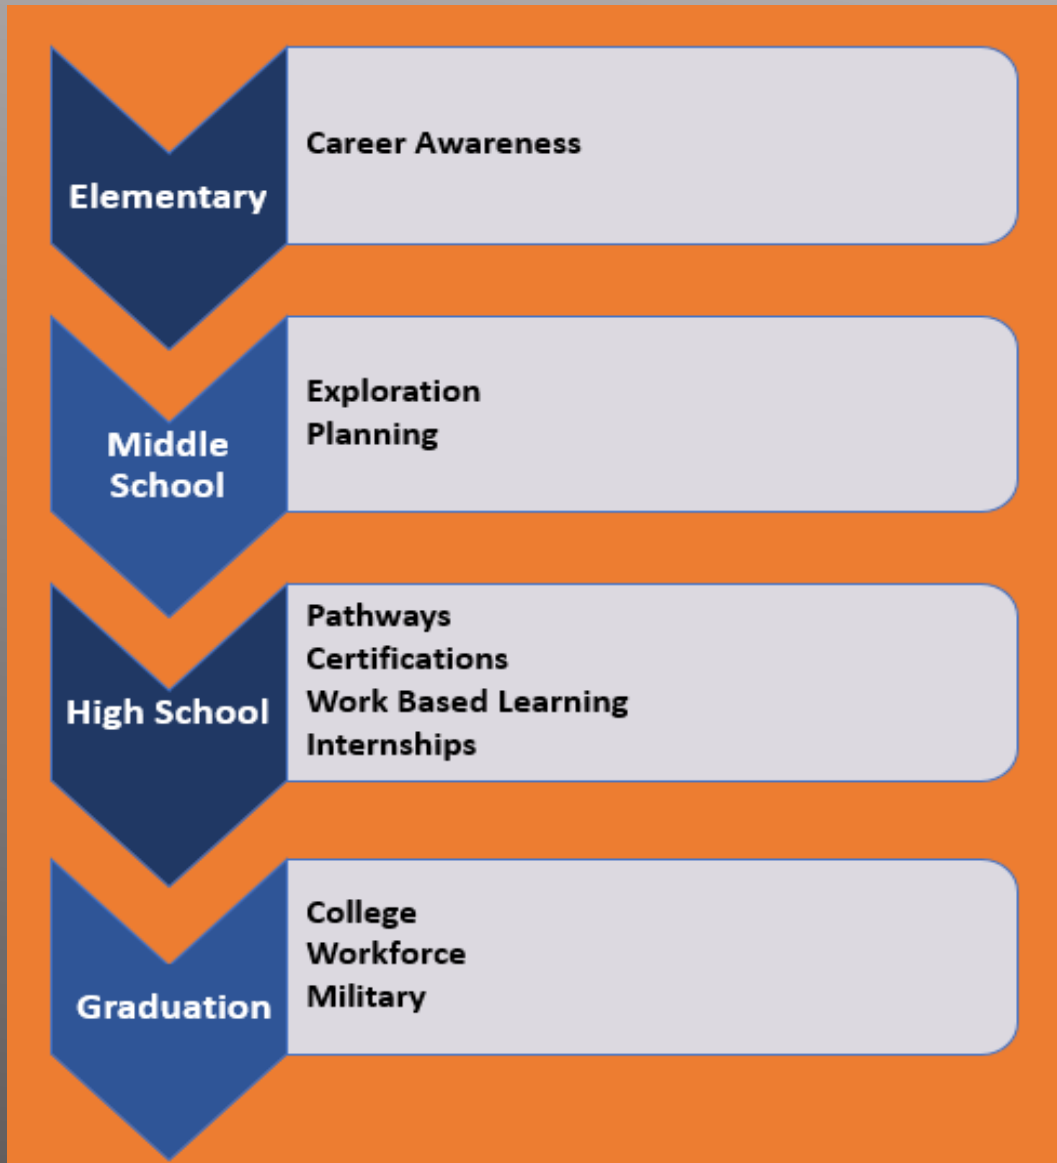 Elementary
Career Awareness
Middle
School
Exploration
Planning
High School
Pathways
Certifications
Work Based Learning
Internships
Graduation
College
Workforce
Military